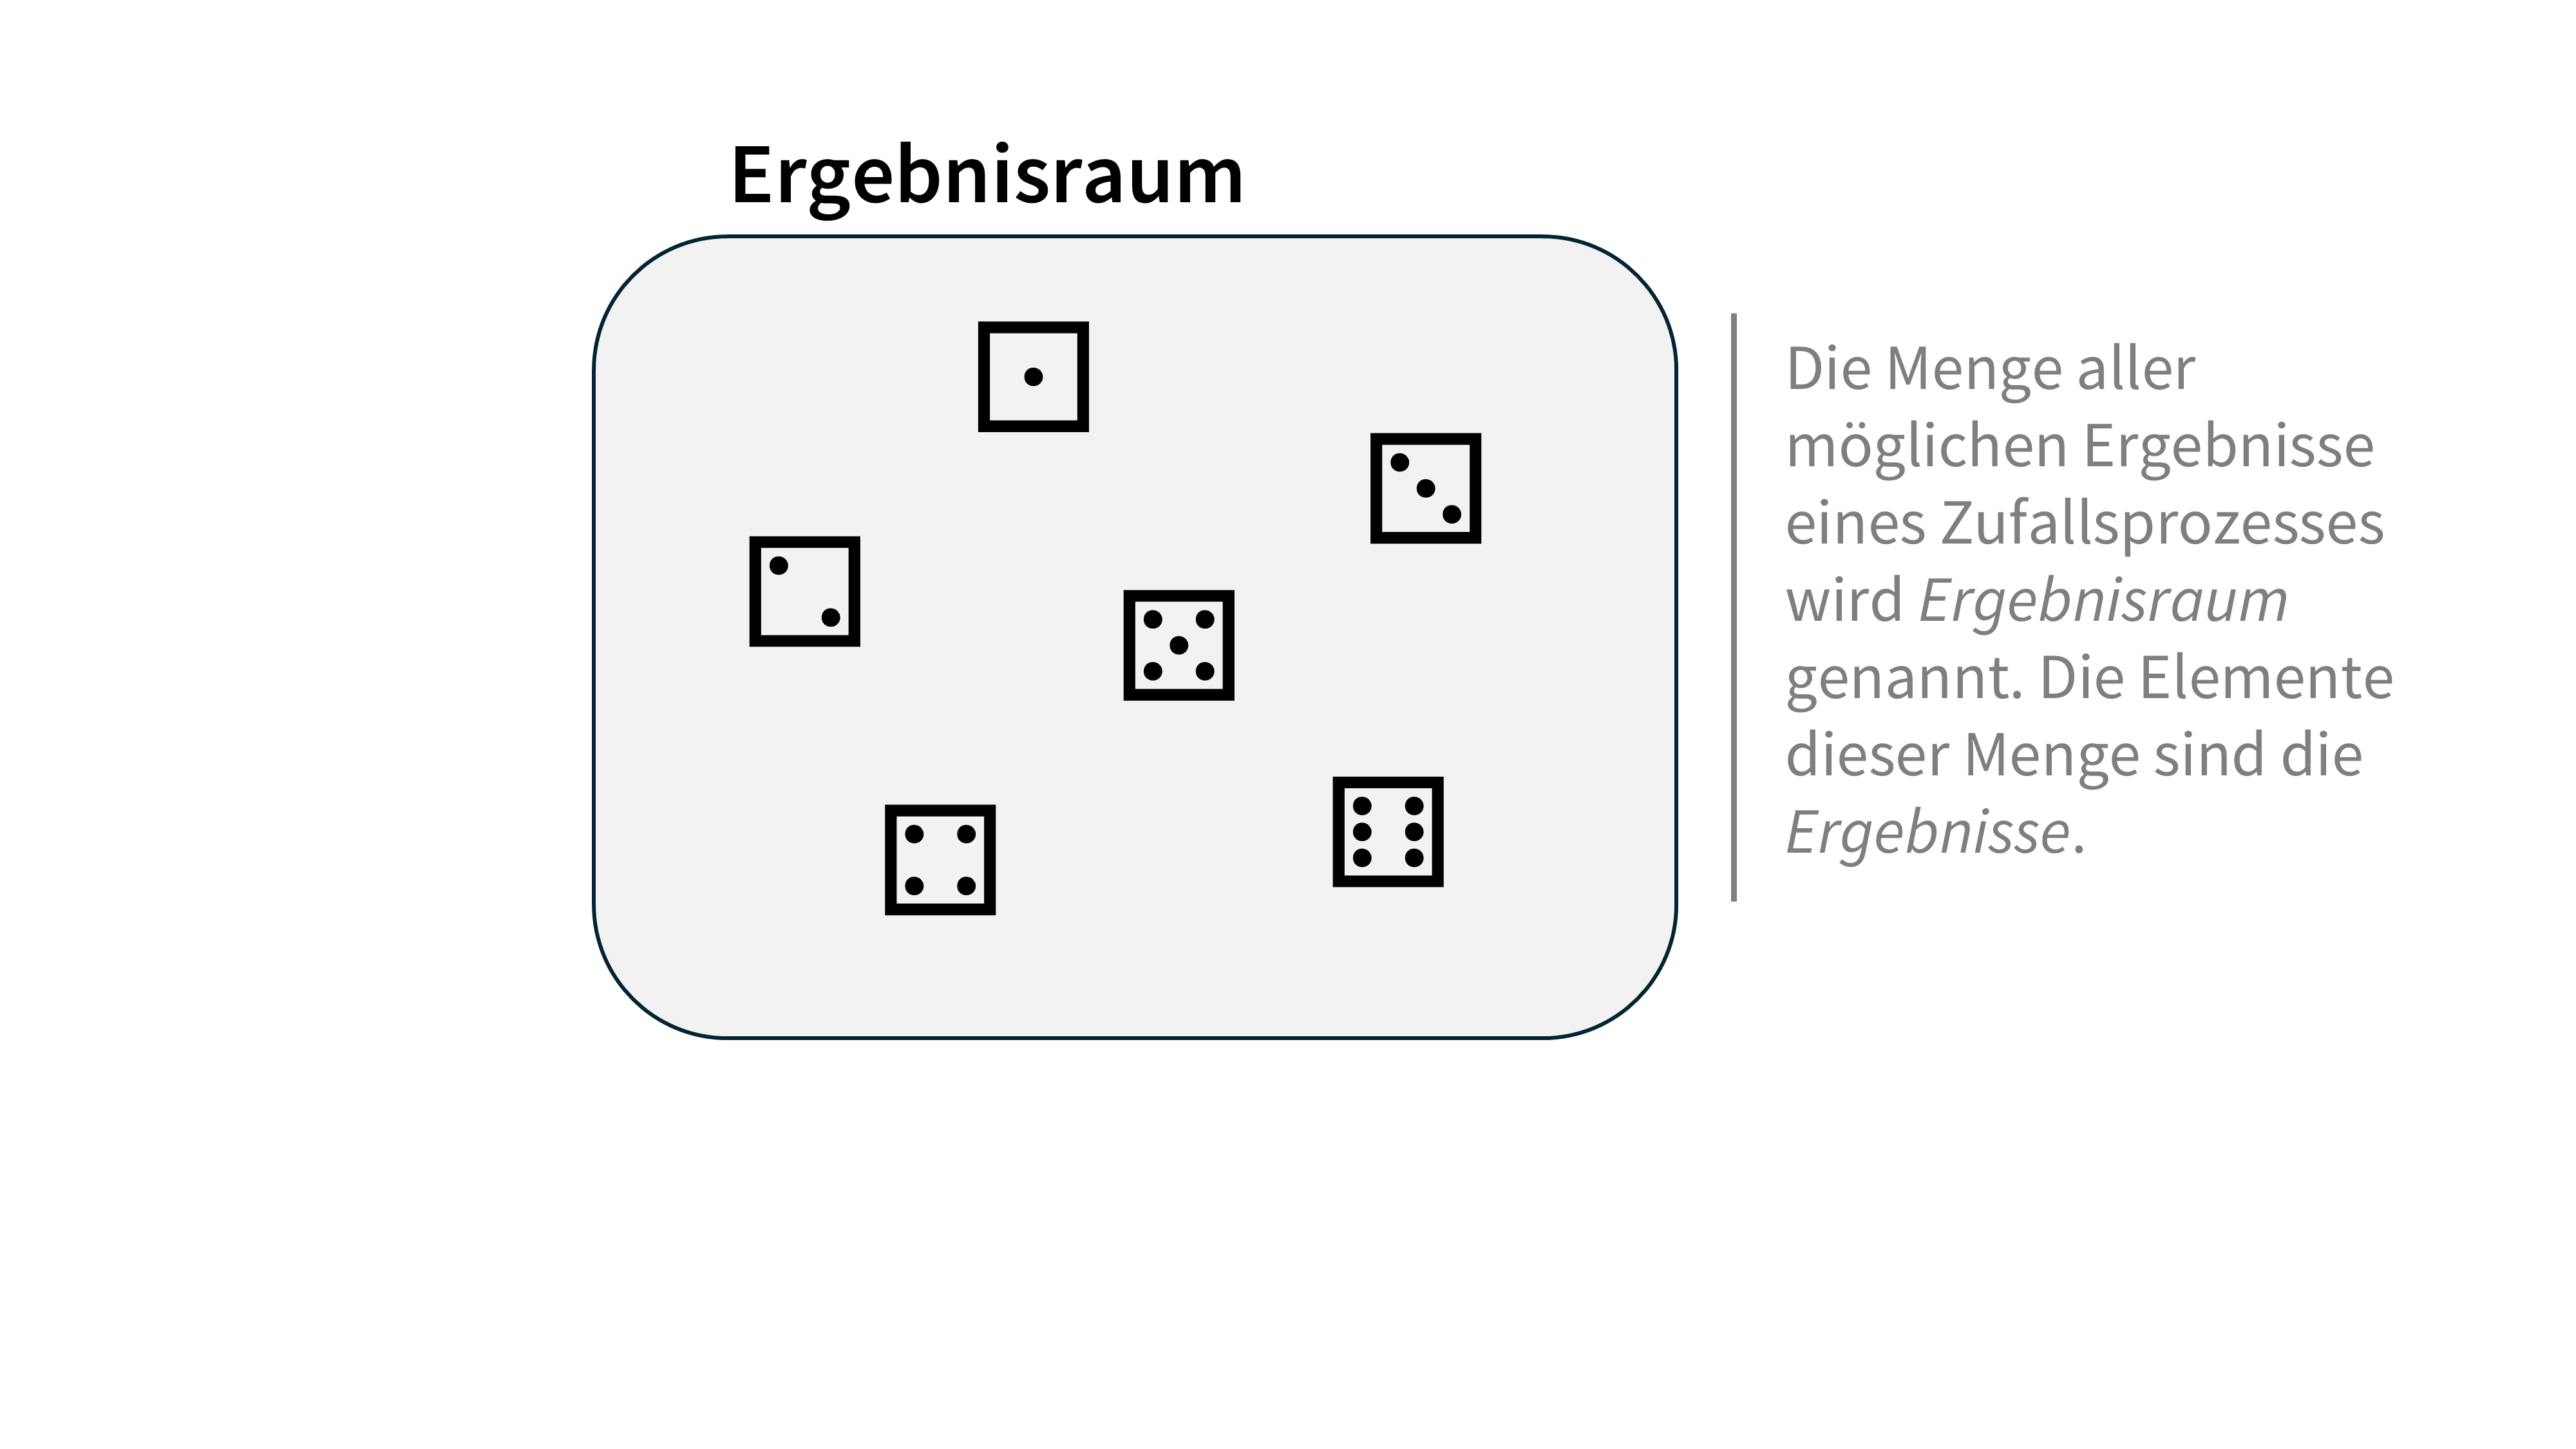 Ergebnisraum
Die Menge aller
möglichen Ergebnisse
eines Zufallsprozesses
wird Ergebnisraum
genannt. Die Elemente
dieser Menge sind die
Ergebnisse.